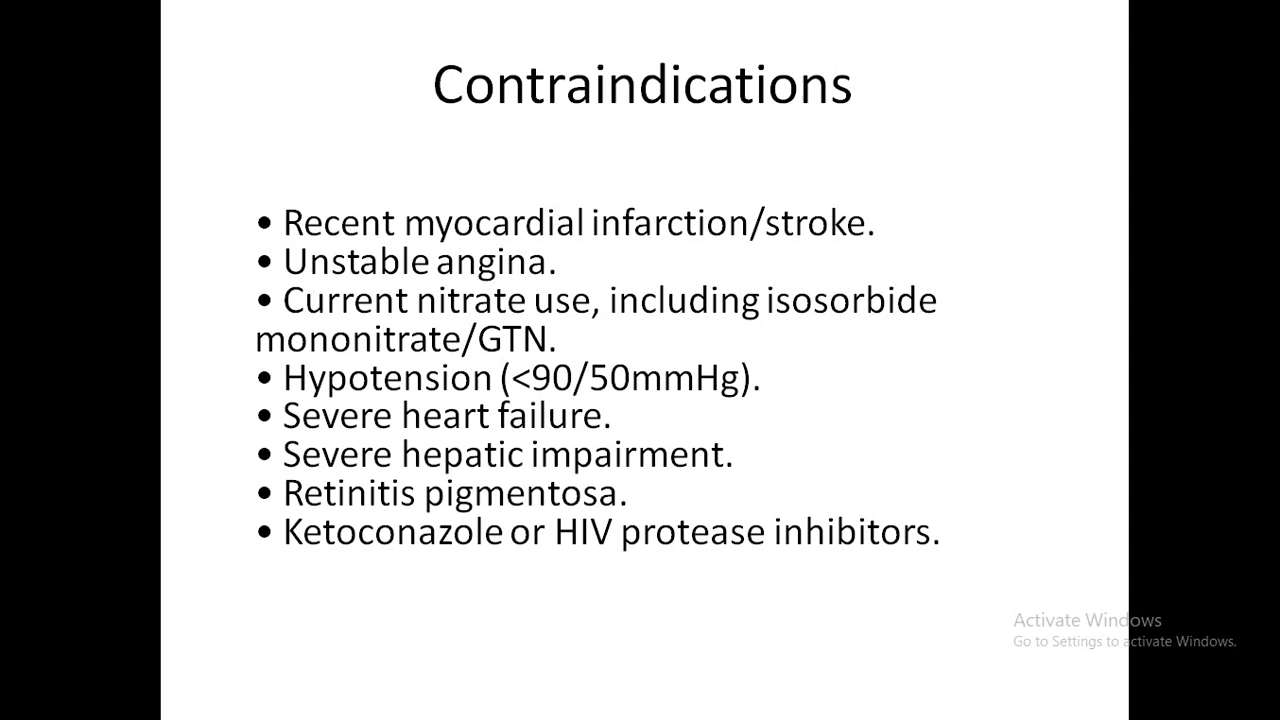 Contraindications
• Recent myocardial infarction/stroke.
• Unstable angina.
• Current nitrate use, including isosorbide
mononitrate/GTN.
• Hypotension (<90/50mmHg).
• Severe heart failure.
• Severe hepatic impairment.
• Retinitis pigmentosa.
• Ketoconazole or HIV protease inhibitors.
Activate Windows
Go to Settings to activate Windows.